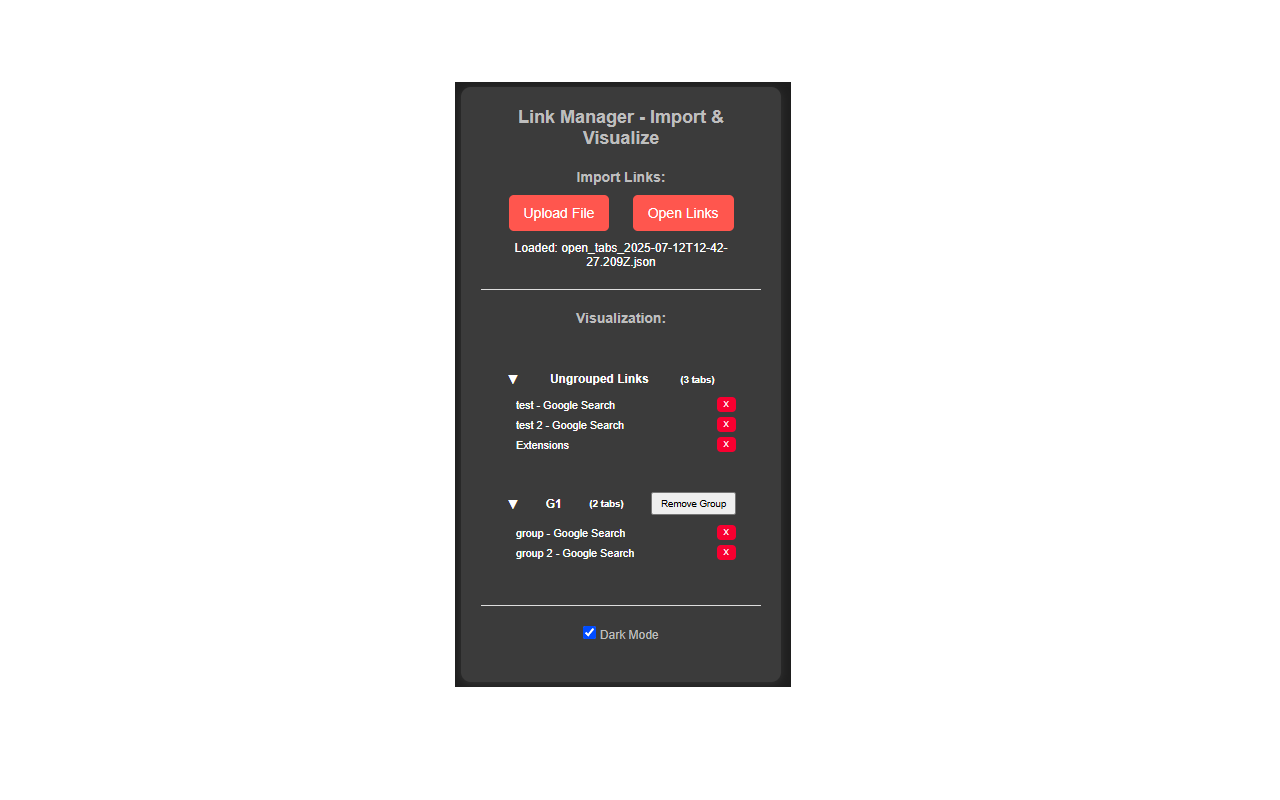 Link Manager - Import &
Visualize
Import Links:
Upload File Open Links
Loaded: open_tabs_2025-07-12T12-42-
27.209Z.json
Visualization:
▼ Ungrouped Links (3 tabs)
test - Google Search X
test 2 - Google Search X
Extensions X
▼ G1 (2 tabs) Remove Group
group - Google Search X
group 2 - Google Search X
Dark Mode